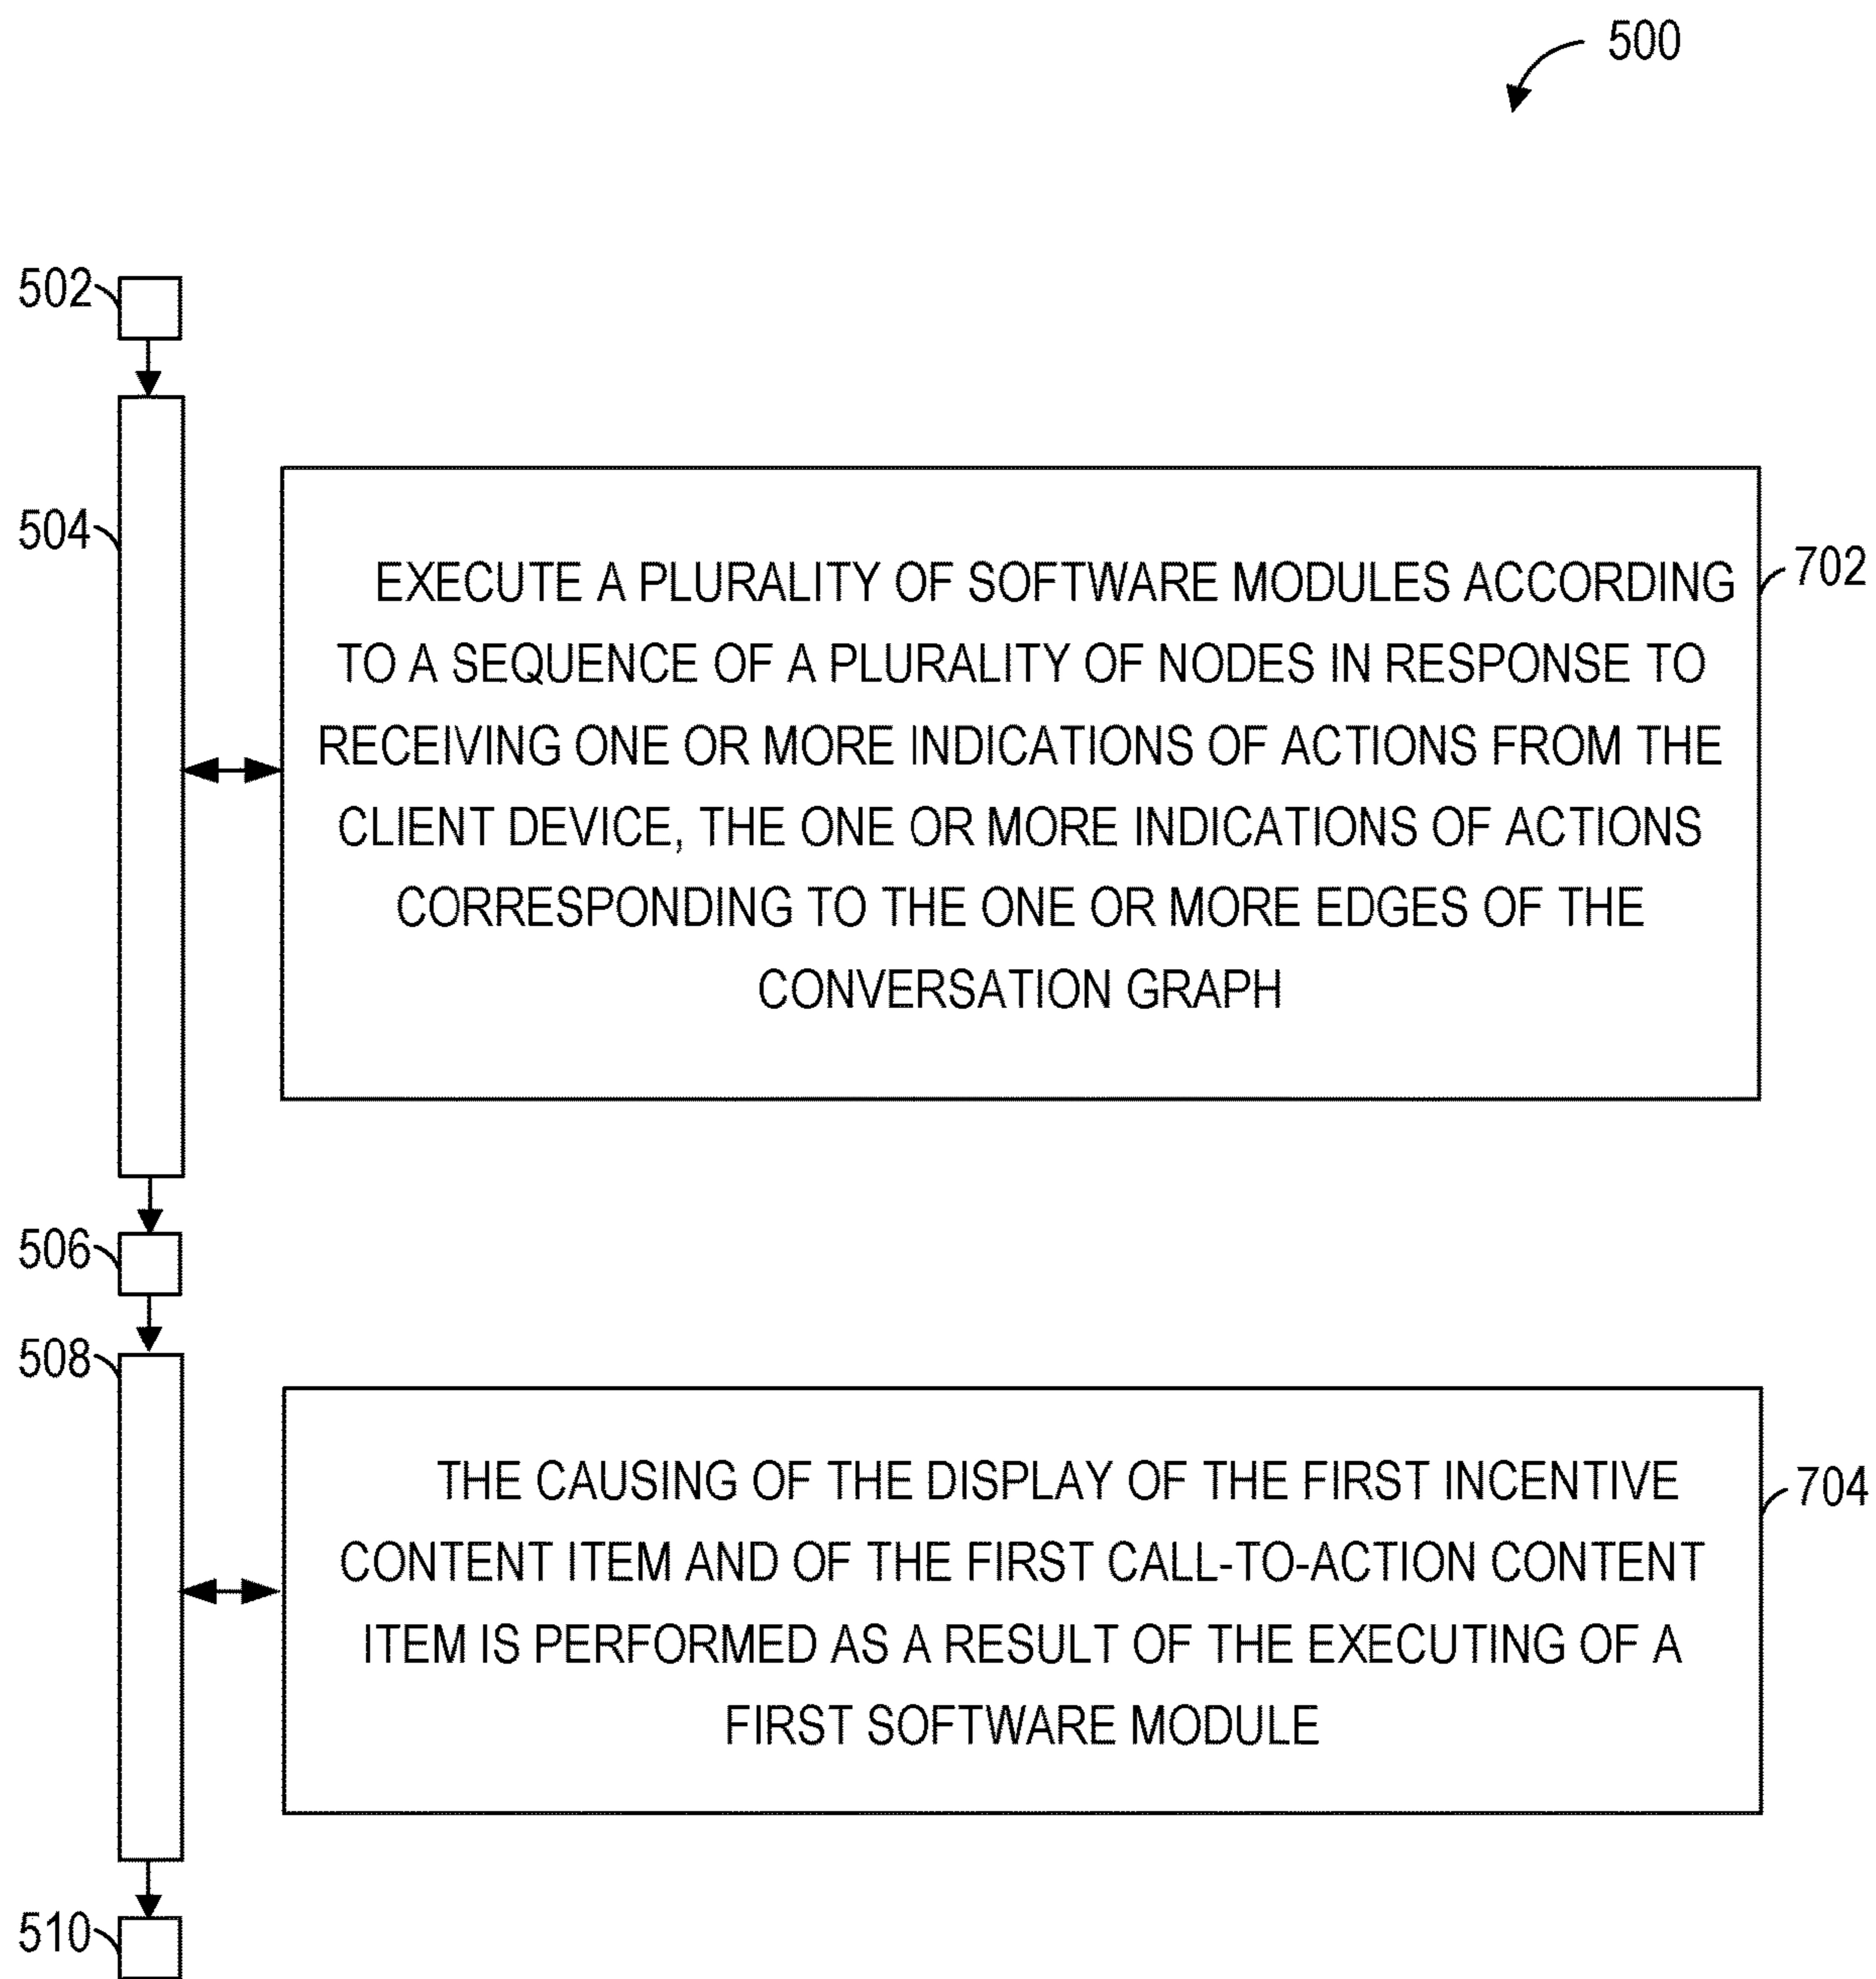 500
502
504
EXECUTE A PLURALITY OF SOFTWARE MODULES ACCORDING
TO A SEQUENCE OF A PLURALITY OF NODES IN RESPONSE TO
RECEIVING ONE OR MORE INDICATIONS OF ACTIONS FROM THE
CLIENT DEVICE, THE ONE OR MORE INDICATIONS OF ACTIONS
CORRESPONDING TO THE ONE OR MORE EDGES OF THE
CONVERSATION GRAPH
702
506
508
THE CAUSING OF THE DISPLAY OF THE FIRST INCENTIVE
CONTENT ITEM AND OF THE FIRST CALL-TO-ACTION CONTENT
ITEM IS PERFORMED AS A RESULT OF THE EXECUTING OF A
FIRST SOFTWARE MODULE
704
510